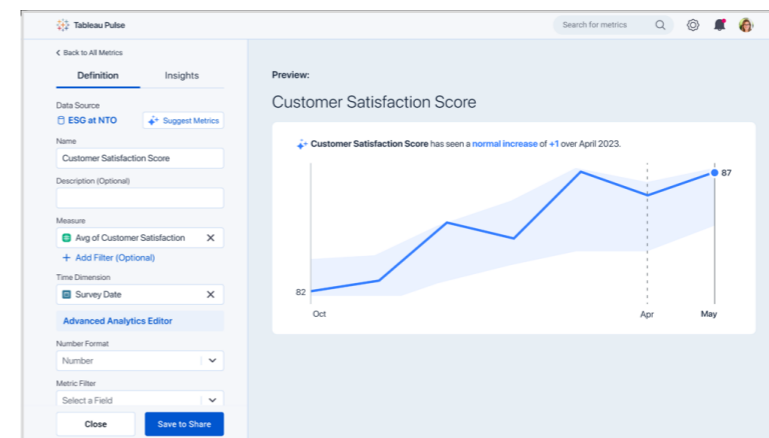 Tableau Pulse
Search for metrics
Back to All Metrics
Definition Insights
Data Source
ESG at NTO Suggest Metrics
Name
Customer Satisfaction Score
Description (Optional)
Measure
Avg of Customer Satisfaction X
+ Add Filter (Optional)
Time Dimension
Survey Date X
Advanced Analytics Editor
Number Format
Number
Metric Filter
Select a Field
Close Save to Share
Preview:
Customer Satisfaction Score
Customer Satisfaction Score has seen a normal increase of +1 over April 2023.
87
82
Oct Apr May